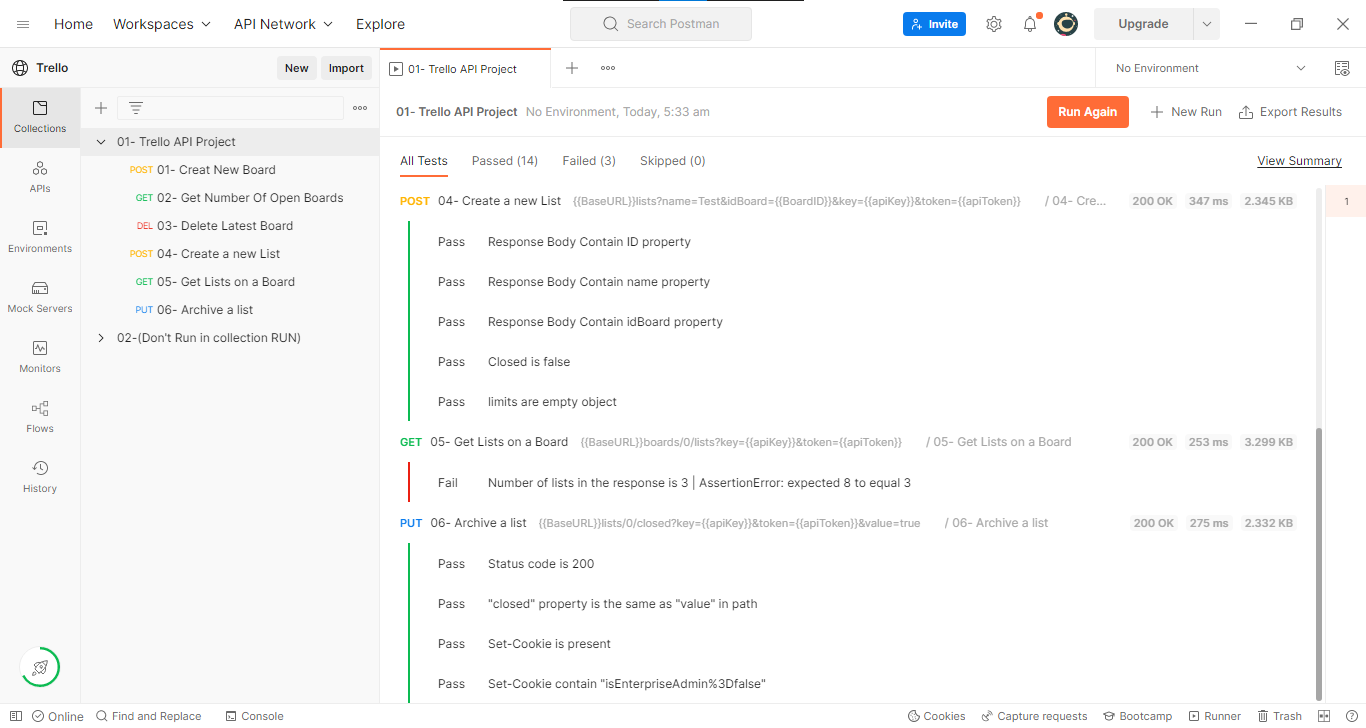 Home Workspaces API Network Explore Search Postman Invite Upgrade
Trello New Import 01- Trello API Project No Environment
Collections
APIs
Environments
Mock Servers
Monitors
Flows
History
01- Trello API Project
POST 01- Creat New Board
GET 02- Get Number Of Open Boards
DEL 03- Delete Latest Board
POST 04- Create a new List
GET 05- Get Lists on a Board
PUT 06- Archive a list
02-(Don't Run in collection RUN)
01- Trello API Project No Environment, Today, 5:33 am Run Again New Run Export Results
All Tests Passed (14) Failed (3) Skipped (0) View Summary
POST 04- Create a new List {{BaseURL}}lists?name=Test&idBoard={{BoardID}}&key={{apiKey}}&token={{apiToken}} / 04- Cre... 200 OK 347 ms 2.345 KB 1
Pass Response Body Contain ID property
Pass Response Body Contain name property
Pass Response Body Contain idBoard property
Pass Closed is false
Pass limits are empty object
GET 05- Get Lists on a Board {{BaseURL}}boards/0/lists?key={{apiKey}}&token={{apiToken}} / 05- Get Lists on a Board 200 OK 253 ms 3.299 KB
Fail Number of lists in the response is 3 | AssertionError: expected 8 to equal 3
PUT 06- Archive a list {{BaseURL}}lists/0/closed?key={{apiKey}}&token={{apiToken}}&value=true / 06- Archive a list 200 OK 275 ms 2.332 KB
Pass Status code is 200
Pass "closed" property is the same as "value" in path
Pass Set-Cookie is present
Pass Set-Cookie contain "isEnterpriseAdmin%3Dfalse"
Online Find and Replace Console Cookies Capture requests Bootcamp Runner Trash